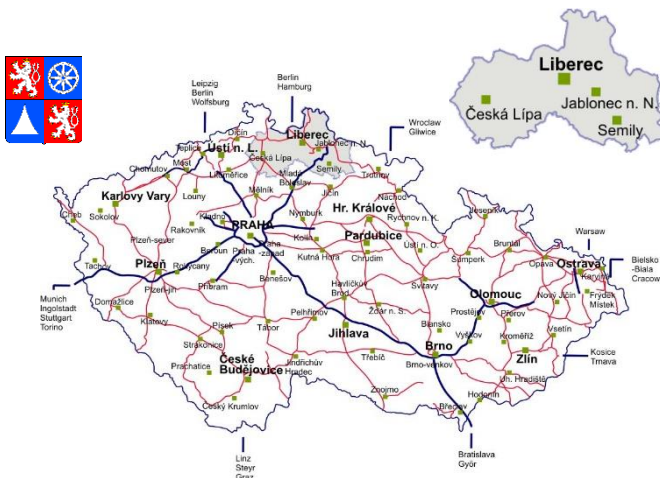 Leipzig
Berlin
Wolfsburg
Berlin
Hamburg
Wroclaw
Gliwice
Liberec
Jablonec n. N.
Česká Lípa
Semily
Děčín
Teplice
Ústí n. L.
Liberec
Jablonec n. N.
Česká Lípa
Most
Chomutov
Litoměřice
Semily
Trutnov
Mladá
Boleslav
Jičín
Karlovy Vary
Louny
Mělník
Náchod
Cheb
Sokolov
Kladno
Nymburk
Hr. Králové
Rychnov n. K.
Jeseník
Rakovník
PRAHA
Kolín
Pardubice
Plzeň-sever
Beroun
Praha
-vých.
Praha
-západ
Kutná Hora
Chrudim
Ústí n. O.
Šumperk
Bruntál
Warsaw
Opava
Ostrava
Karviná
Bielsko
-Biala
Cracow
Tachov
Plzeň
Rokycany
Benešov
Havlíčkův
Brod
Svitavy
Olomouc
Nový Jičín
Frýdek
Místek
Munich
Ingolstadt
Stuttgart
Torino
Plzeň-jih
Příbram
Domažlice
Klatovy
Písek
Tábor
Pelhřimov
Žďár n. S.
Jihlava
Blansko
Prostějov
Přerov
Vsetín
Strakonice
Vyškov
Kroměříž
Brno
Zlín
Kosice
Trnava
Prachatice
České
Budějovice
Jindřichův
Hradec
Třebíč
Brno-venkov
Uh. Hradiště
Český Krumlov
Znojmo
Hodonín
Břeclav
Linz
Steyr
Graz
Bratislava
Győr